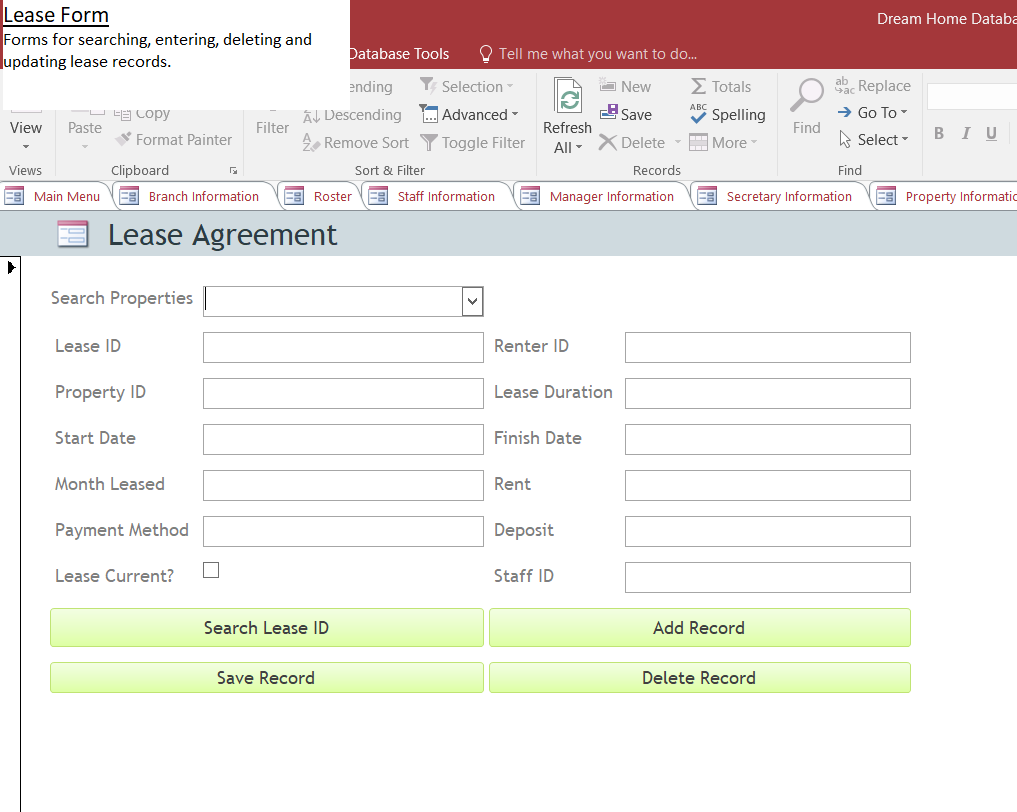 Lease Form
Forms for searching, entering, deleting and
updating lease records.
Dream Home Databa
Database Tools
Tell me what you want to do...
View
Views
Paste
Copy
Format Painter
Clipboard
Filter
ending
Descending
Remove Sort
Selection
Advanced
Toggle Filter
Sort & Filter
Refresh
All
New
Save
Delete
Totals
Spelling
More
Records
Find
Replace
Go To
Select
Find
B I U
Main Menu
Branch Information
Roster
Staff Information
Manager Information
Secretary Information
Property Informatio
Lease Agreement
Search Properties
Lease ID
Renter ID
Property ID
Lease Duration
Start Date
Finish Date
Month Leased
Rent
Payment Method
Deposit
Lease Current?
Staff ID
Search Lease ID
Add Record
Save Record
Delete Record